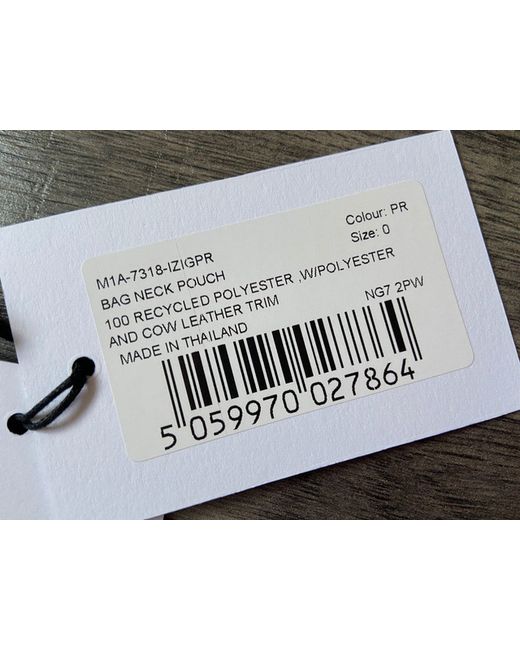 Colour: PR
Size: 0
M1A-7318-IZIGPR
BAG NECK POUCH
100 RECYCLED POLYESTER ,W/POLYESTER
AND COW LEATHER TRIM
NG7 2PW
MADE IN THAILAND
5 059970 027864